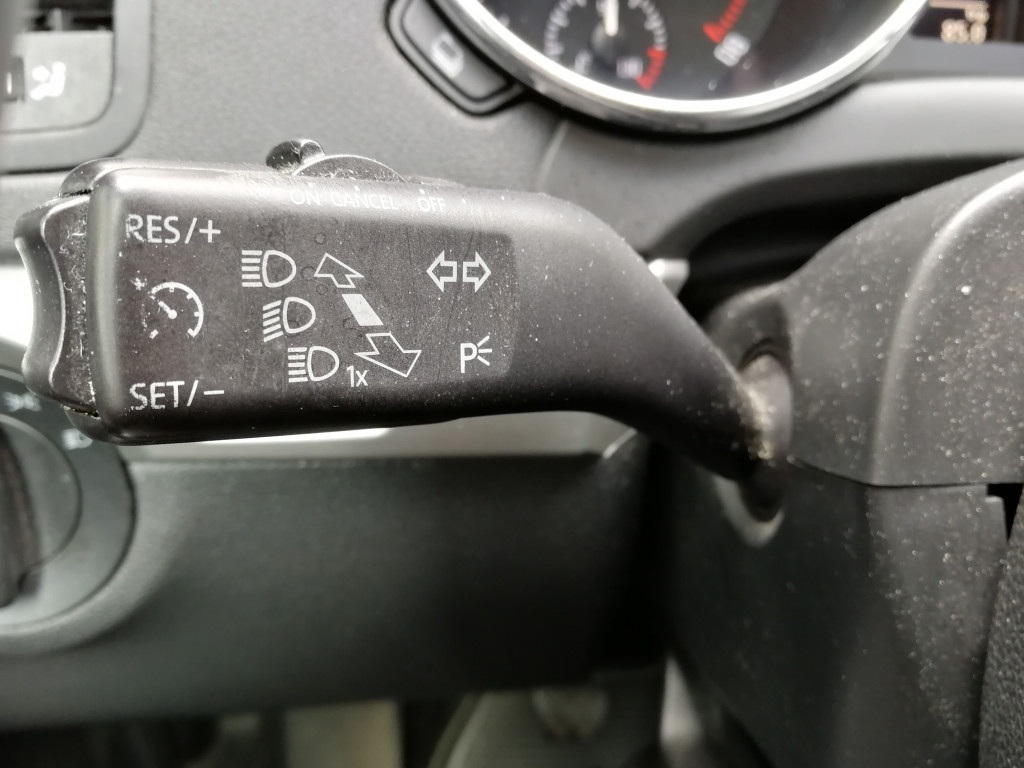 ON CANCEL OFF
RES/+
1x
P
SET/−